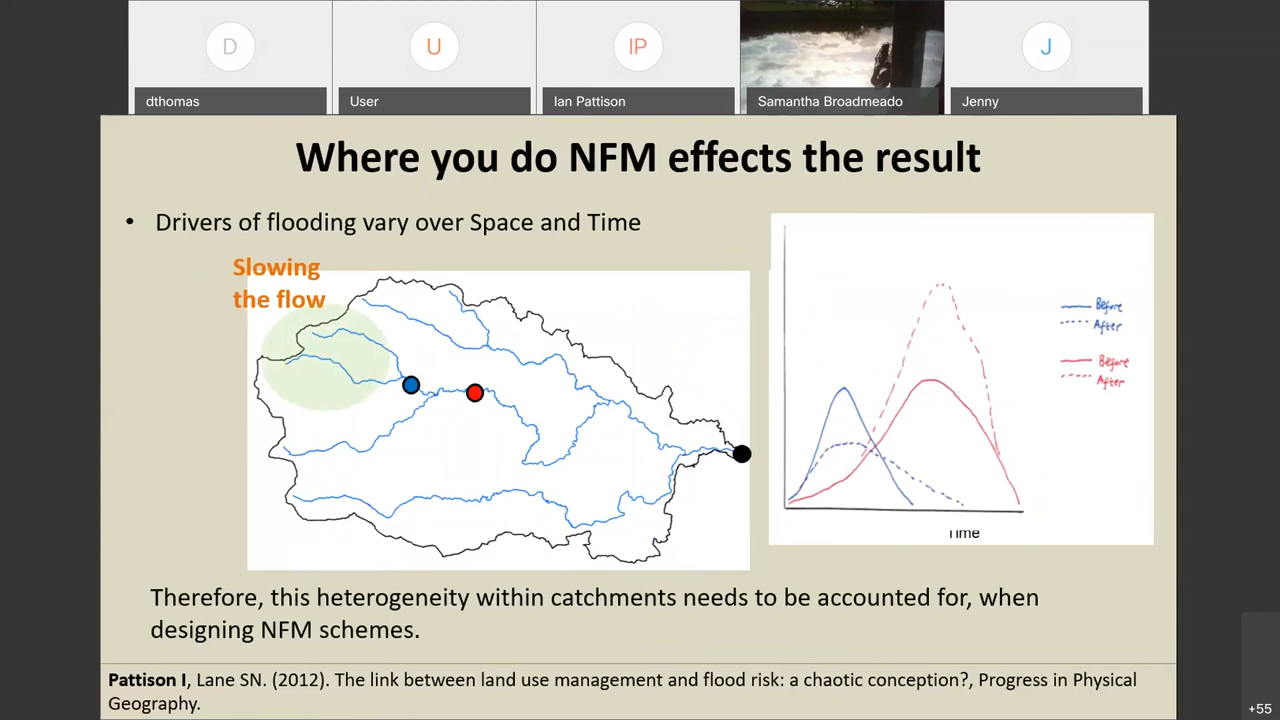 D
U
IP
J
dthomas
User
Ian Pattison
Samantha Broadmeado
Jenny
Where you do NFM effects the result
• Drivers of flooding vary over Space and Time
Slowing
the flow
Before
After
Before
After
Time
Therefore, this heterogeneity within catchments needs to be accounted for, when
designing NFM schemes.
Pattison I, Lane SN. (2012). The link between land use management and flood risk: a chaotic conception?, Progress in Physical
Geography.
+55